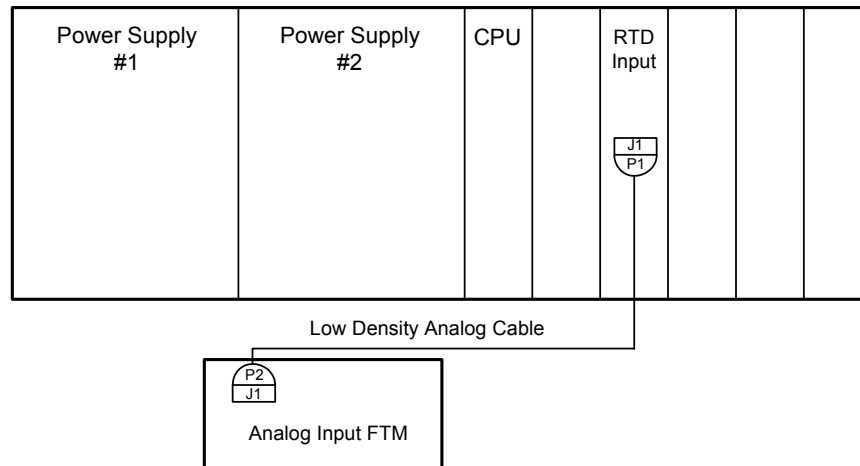 Power Supply
#1
Power Supply
#2
CPU
RTD
Input
J1
P1
Low Density Analog Cable
P2
J1
Analog Input FTM